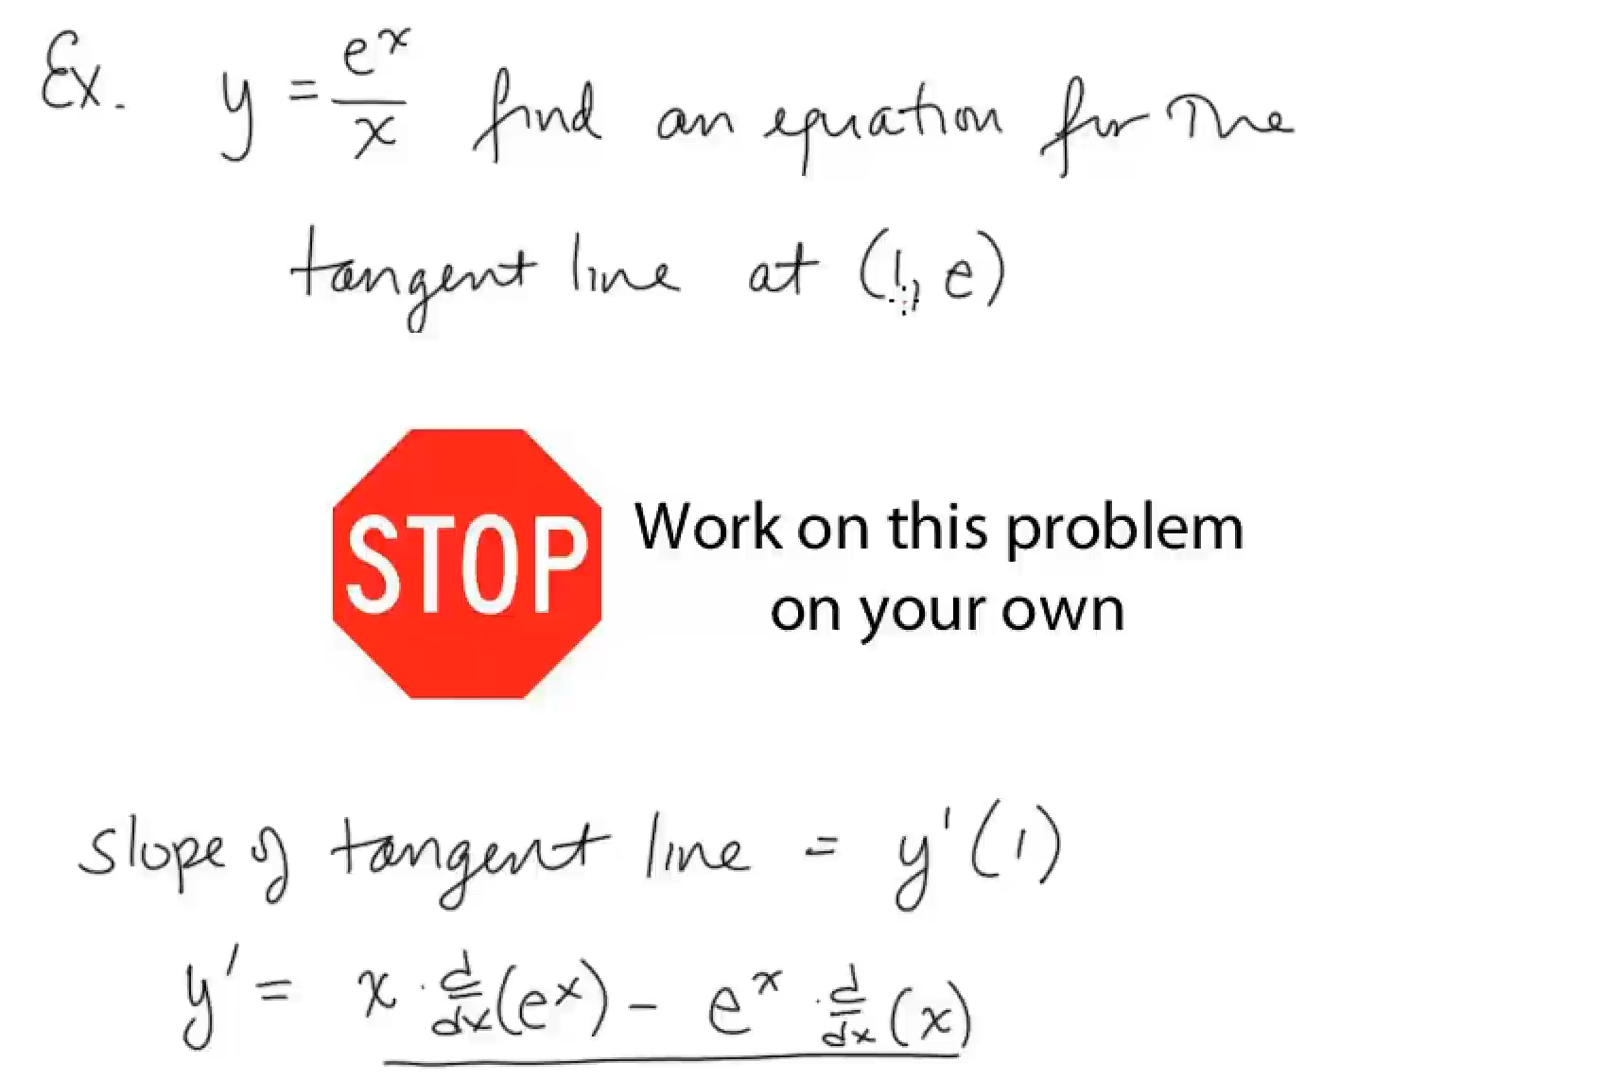 Ex. y = e^x / x find an equation for the
tangent line at (1, e)
STOP
Work on this problem
on your own
slope of tangent line = y'(1)
y' = x · d/dx (e^x) - e^x · d/dx (x)